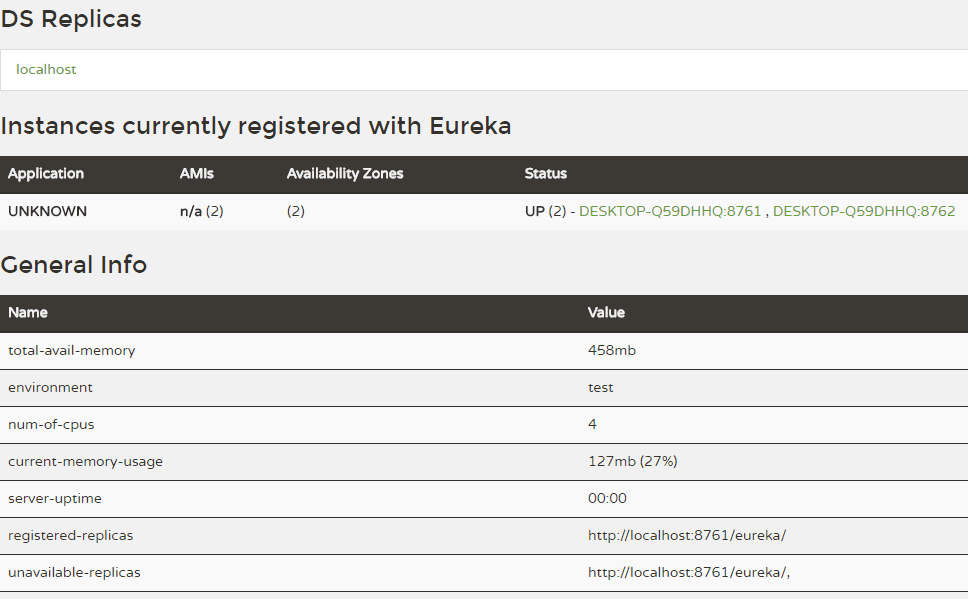 DS Replicas
localhost
Instances currently registered with Eureka
Application AMIs Availability Zones Status
UNKNOWN n/a (2) (2) UP (2) - DESKTOP-Q59DHHQ:8761 , DESKTOP-Q59DHHQ:8762
General Info
Name Value
total-avail-memory 458mb
environment test
num-of-cpus 4
current-memory-usage 127mb (27%)
server-uptime 00:00
registered-replicas http://localhost:8761/eureka/
unavailable-replicas http://localhost:8761/eureka/,